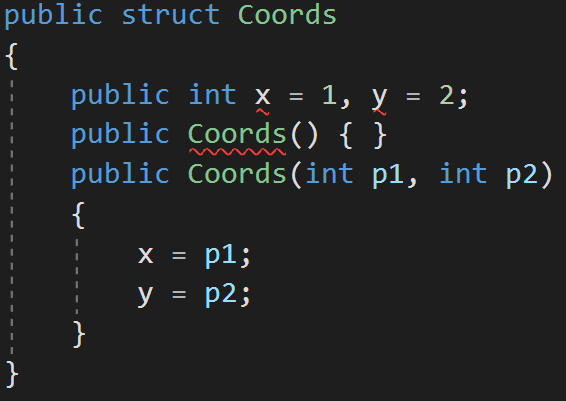 public struct Coords
{
    public int x = 1, y = 2;
    public Coords() { }
    public Coords(int p1, int p2)
    {
        x = p1;
        y = p2;
    }
}